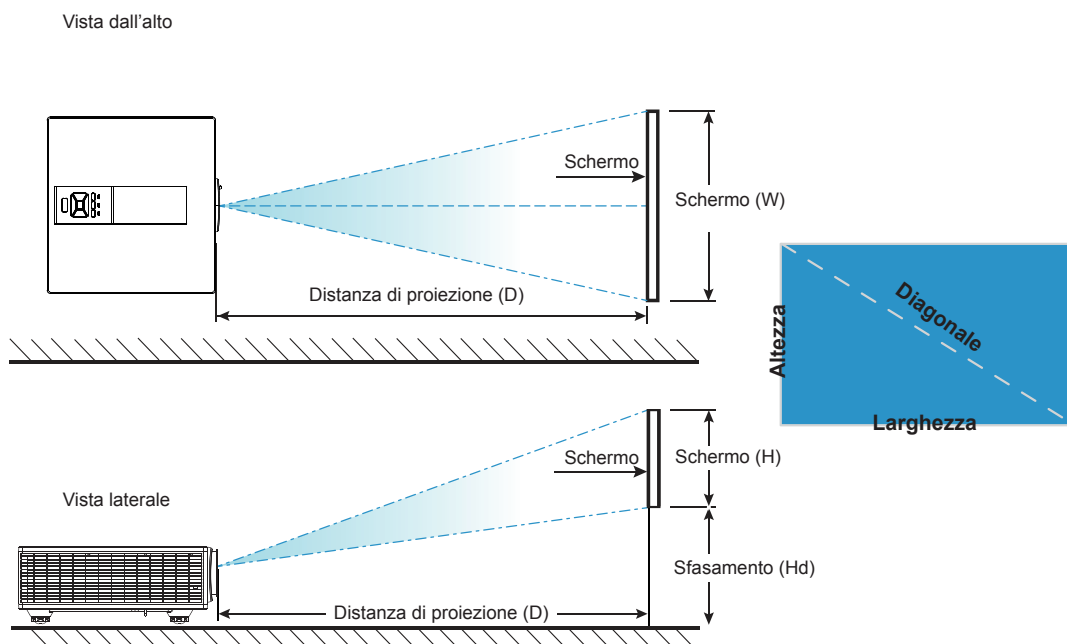 Vista dall'alto
Schermo
Schermo (W)
Distanza di proiezione (D)
Altezza
Diagonale
Larghezza
Schermo
Schermo (H)
Vista laterale
Sfasamento (Hd)
Distanza di proiezione (D)